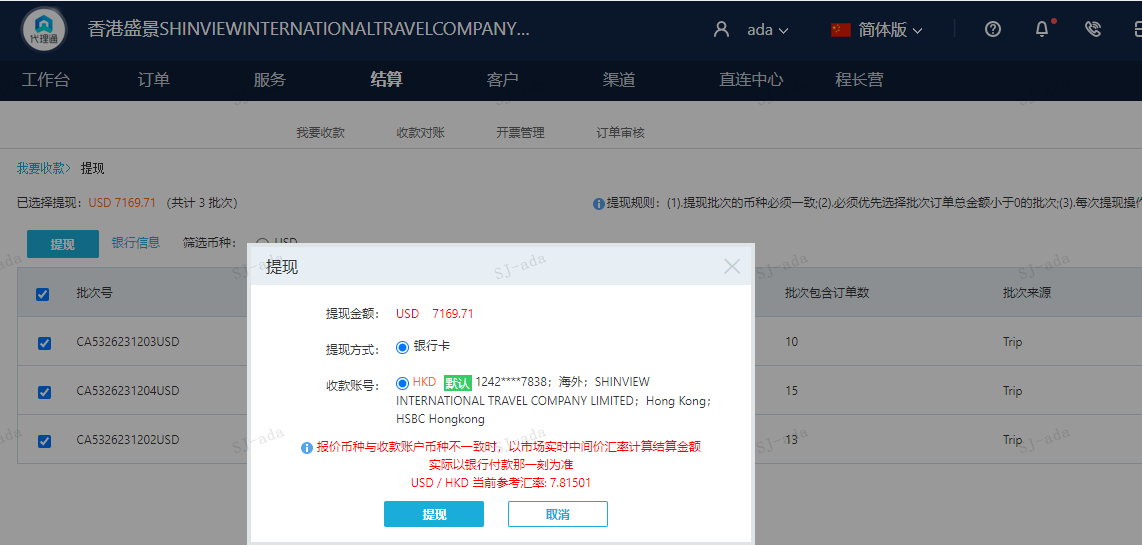 代理通
香港盛景SHINVIEWINTERNATIONALTRAVELCOMPANY...
ada
简体版
工作台 订单 服务 结算 客户 渠道 直连中心 程长营
我要收款 收款对账 开票管理 订单审核
我要收款> 提现
已选择提现：USD 7169.71 （共计 3 批次）
提现规则：(1).提现批次的币种必须一致;(2).必须优先选择批次订单总金额小于0的批次;(3).每次提现操作
提现 银行信息 筛选币种： USD
批次号 批次包含订单数 批次来源
CA5326231203USD 10 Trip
CA5326231204USD 15 Trip
CA5326231202USD 13 Trip
提现
提现金额： USD 7169.71
提现方式： 银行卡
收款账号： HKD 默认 1242****7838；海外；SHINVIEW
INTERNATIONAL TRAVEL COMPANY LIMITED；Hong Kong；
HSBC Hongkong
报价币种与收款账户币种不一致时，以市场实时中间价汇率计算结算金额
实际以银行付款那一刻为准
USD / HKD 当前参考汇率: 7.81501
提现 取消
SJ-ada
SJ-ada
SJ-ada
SJ-ada
SJ-ada
SJ-ada